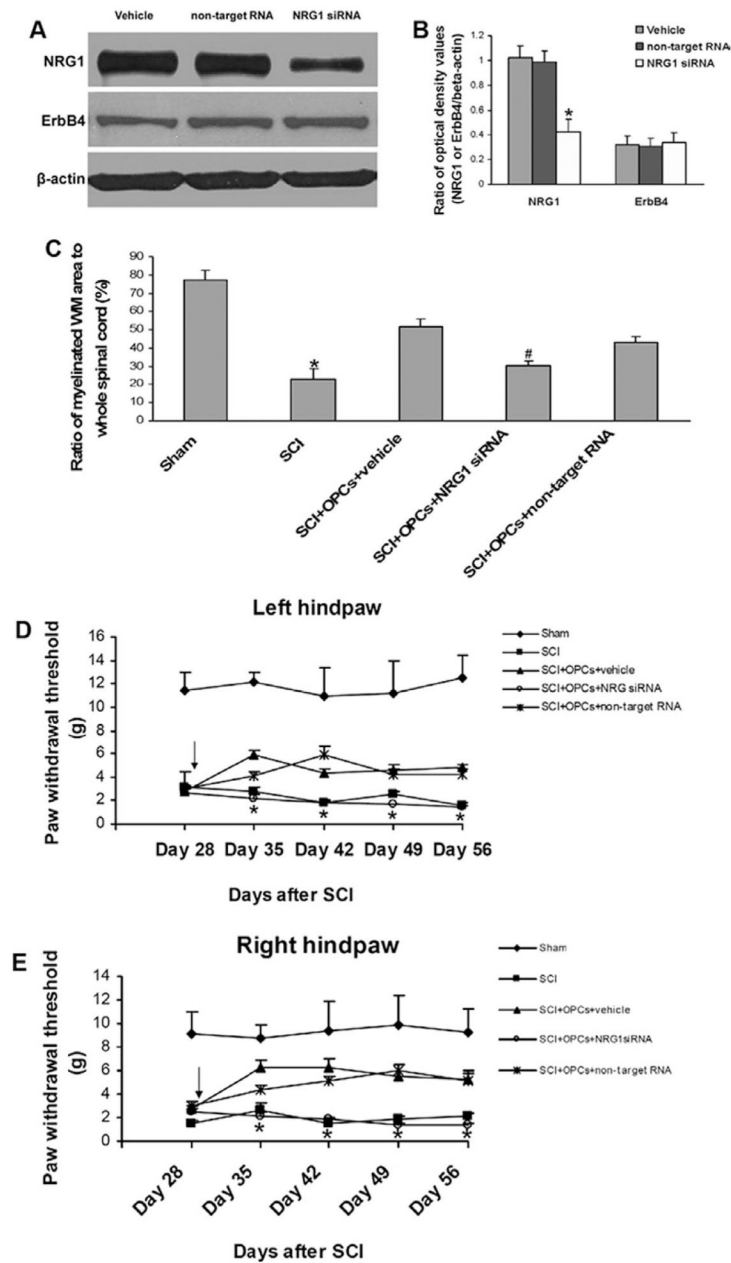 A
Vehicle non-target RNA NRG1 siRNA
NRG1
ErbB4
β-actin
B
Ratio of optical density values
(NRG1 or ErbB4/beta-actin)
1.2
1
0.8
0.6
0.4
0.2
0
*
NRG1 ErbB4
Vehicle
non-target RNA
NRG1 siRNA
C
Ratio of myelinated WM area to
whole spinal cord (%)
90
80
70
60
50
40
30
20
10
0
*
#
Sham
SCI
SCI+OPCs+vehicle
SCI+OPCs+NRG1 siRNA
SCI+OPCs+non-target RNA
D
Left hindpaw
Paw withdrawal threshold
(g)
16
14
12
10
8
6
4
2
0
* * * *
Day 28 Day 35 Day 42 Day 49 Day 56
Days after SCI
Sham
SCI
SCI+OPCs+vehicle
SCI+OPCs+NRG siRNA
SCI+OPCs+non-target RNA
E
Right hindpaw
Paw withdrawal threshold
(g)
14
12
10
8
6
4
2
0
* * * *
Day 28
Day 35
Day 42
Day 49
Day 56
Days after SCI
Sham
SCI
SCI+OPCs+vehicle
SCI+OPCs+NRG1siRNA
SCI+OPCs+non-target RNA